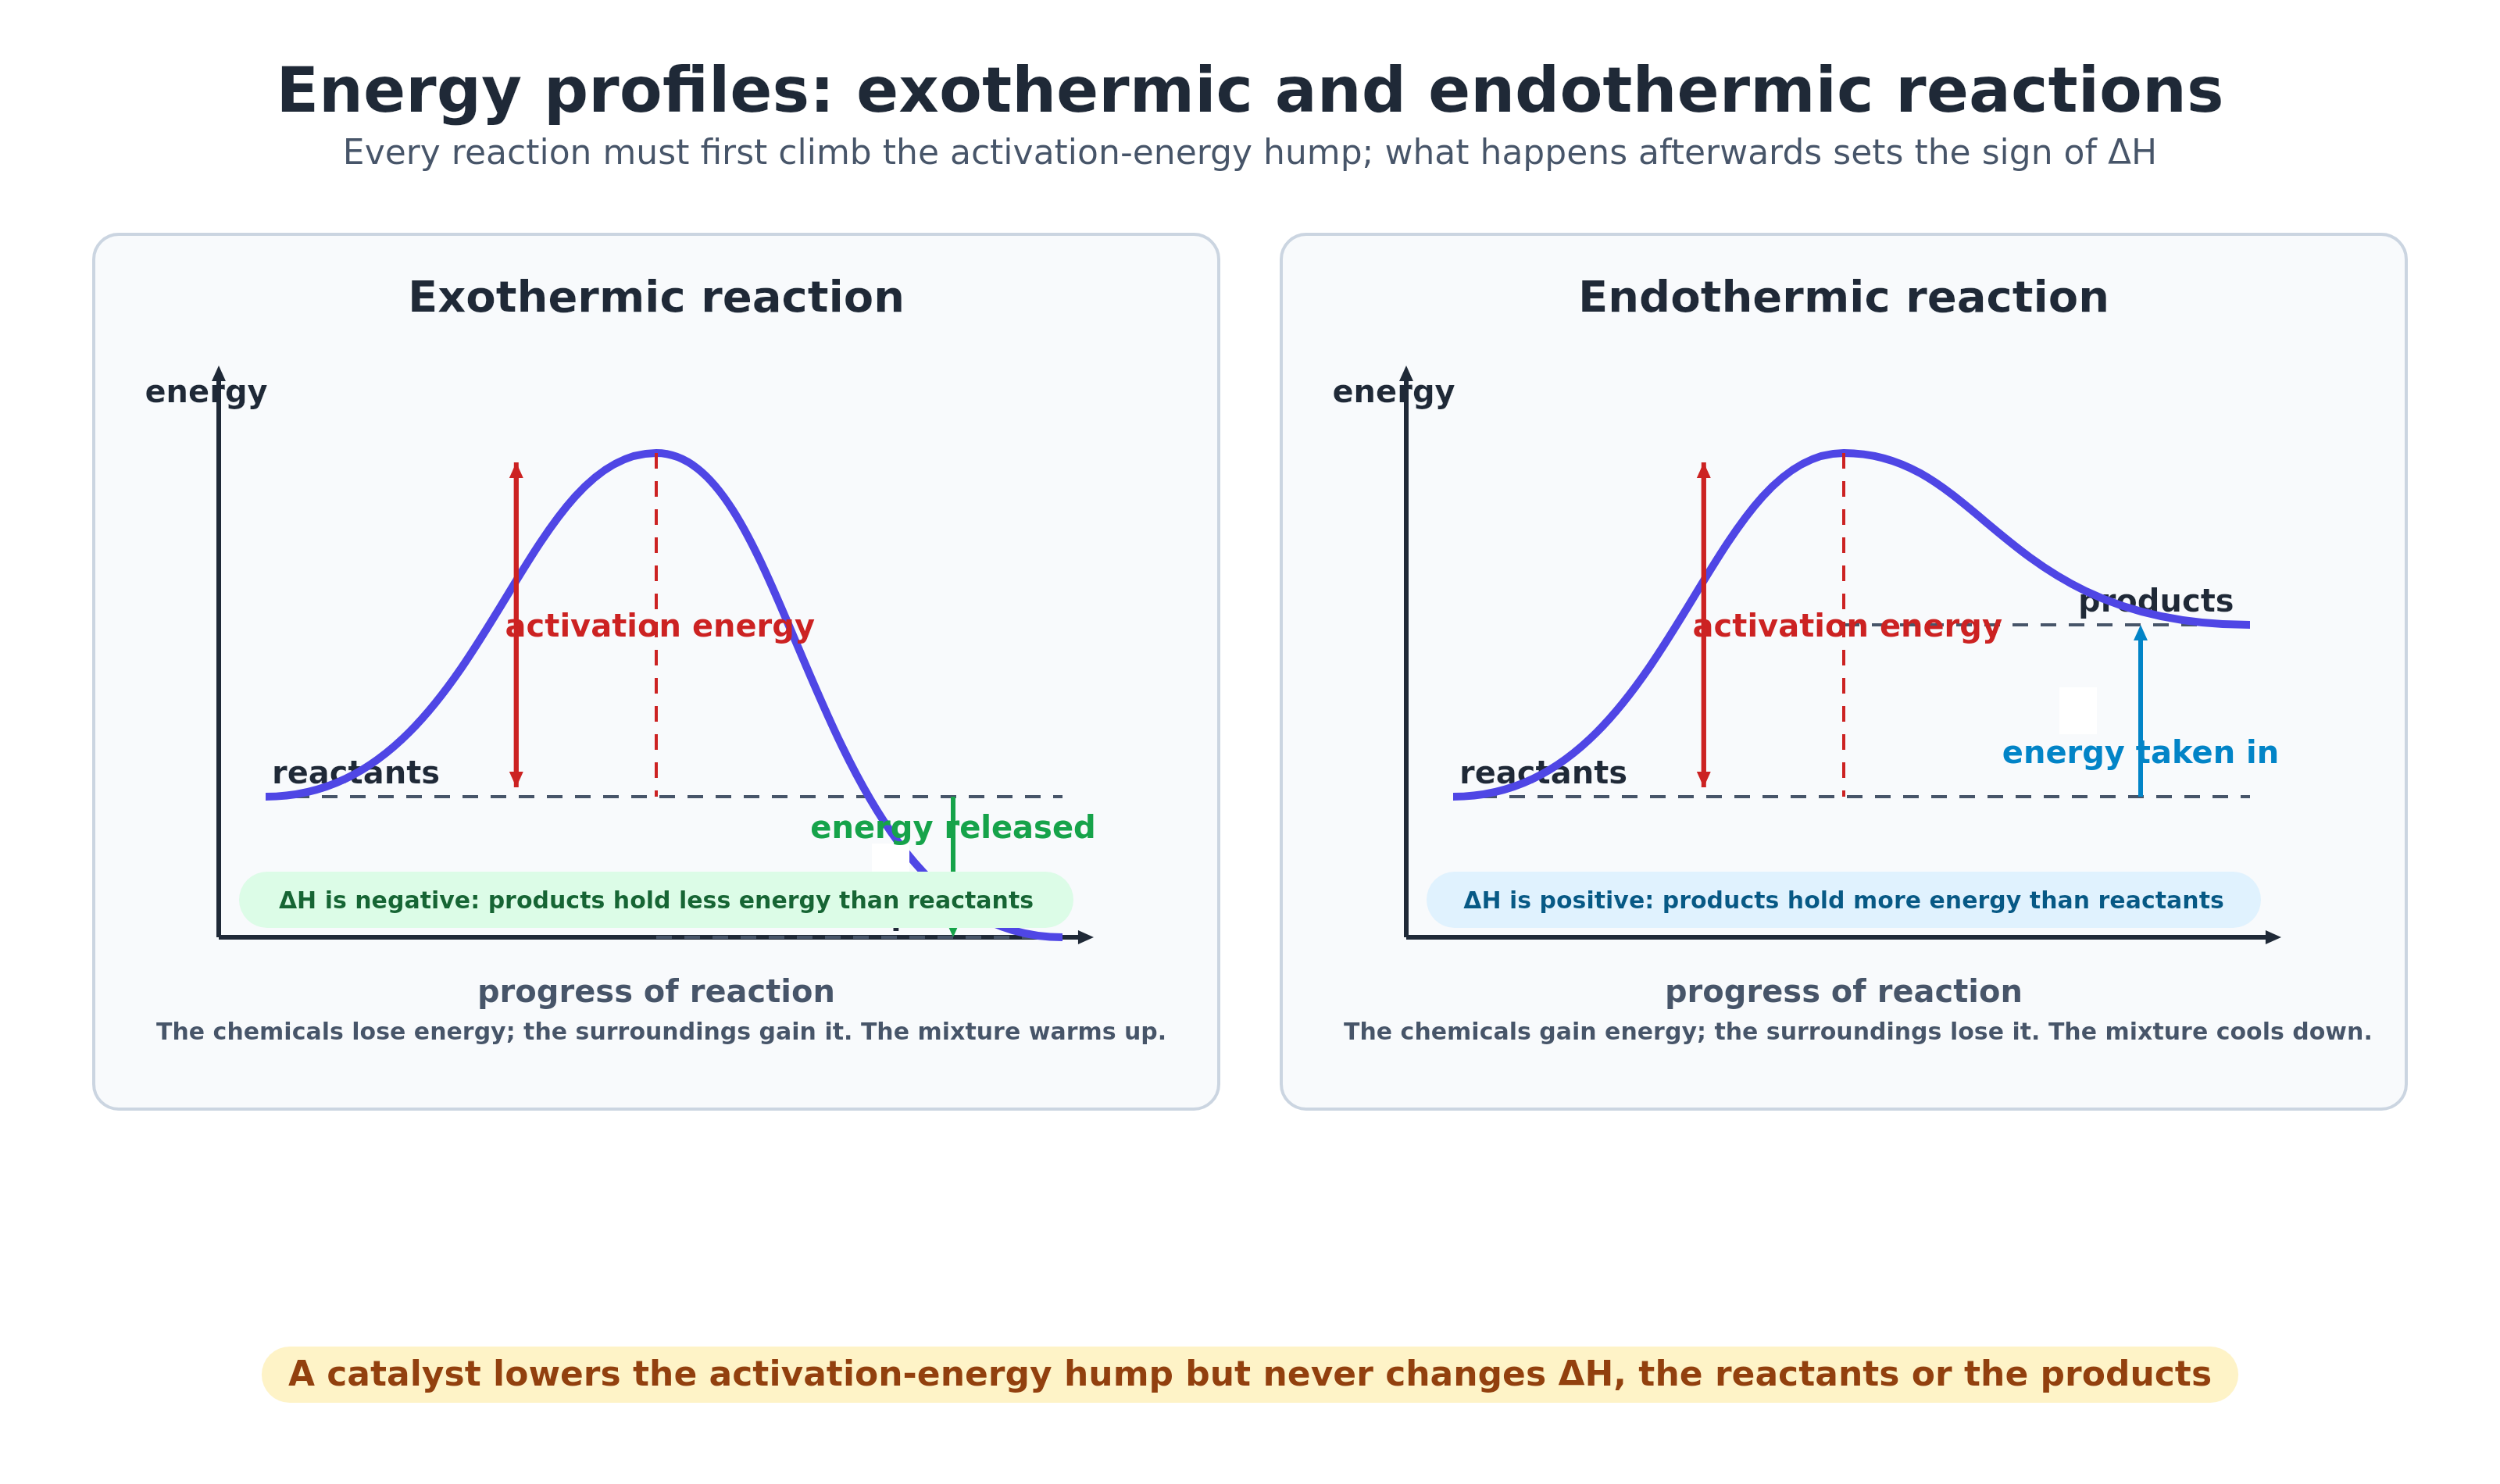 Energy profiles: exothermic and endothermic reactions
Every reaction must first climb the activation-energy hump; what happens afterwards sets the sign of ΔH
Exothermic reaction
energy
activation energy
reactants
energy released
ΔH is negative: products hold less energy than reactants
progress of reaction
The chemicals lose energy; the surroundings gain it. The mixture warms up.
Endothermic reaction
energy
products
activation energy
energy taken in
reactants
ΔH is positive: products hold more energy than reactants
progress of reaction
The chemicals gain energy; the surroundings lose it. The mixture cools down.
A catalyst lowers the activation-energy hump but never changes ΔH, the reactants or the products